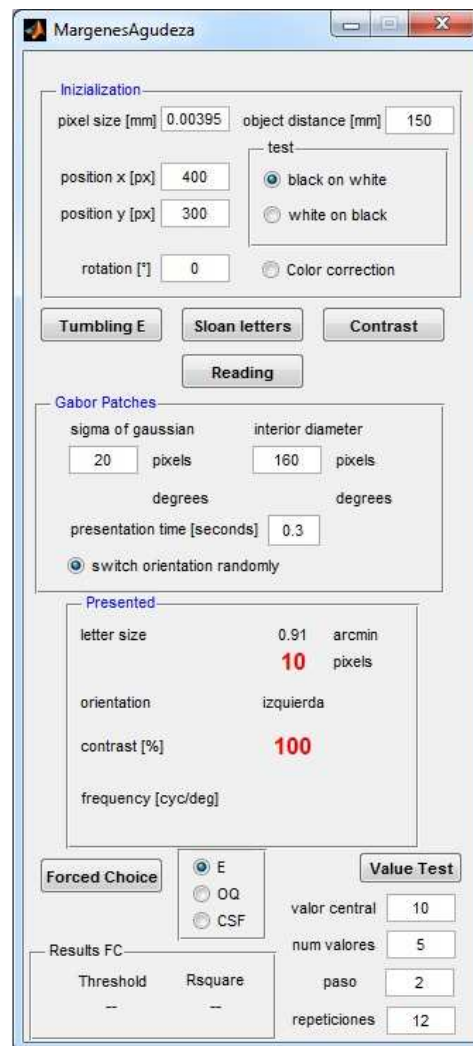 MargenesAgudeza
Inizialization
pixel size [mm] 0.00395 object distance [mm] 150
test
position x [px] 400 black on white
position y [px] 300 white on black
rotation [°] 0 Color correction
Tumbling E Sloan letters Contrast
Reading
Gabor Patches
sigma of gaussian interior diameter
20 pixels 160 pixels
degrees degrees
presentation time [seconds] 0.3
switch orientation randomly
Presented
letter size 0.91 arcmin
10 pixels
orientation izquierda
contrast [%] 100
frequency [cyc/deg]
Forced Choice E Value Test
OQ
CSF
valor central 10
num valores 5
paso 2
repeticiones 12
Results FC
Threshold Rsquare
-- --